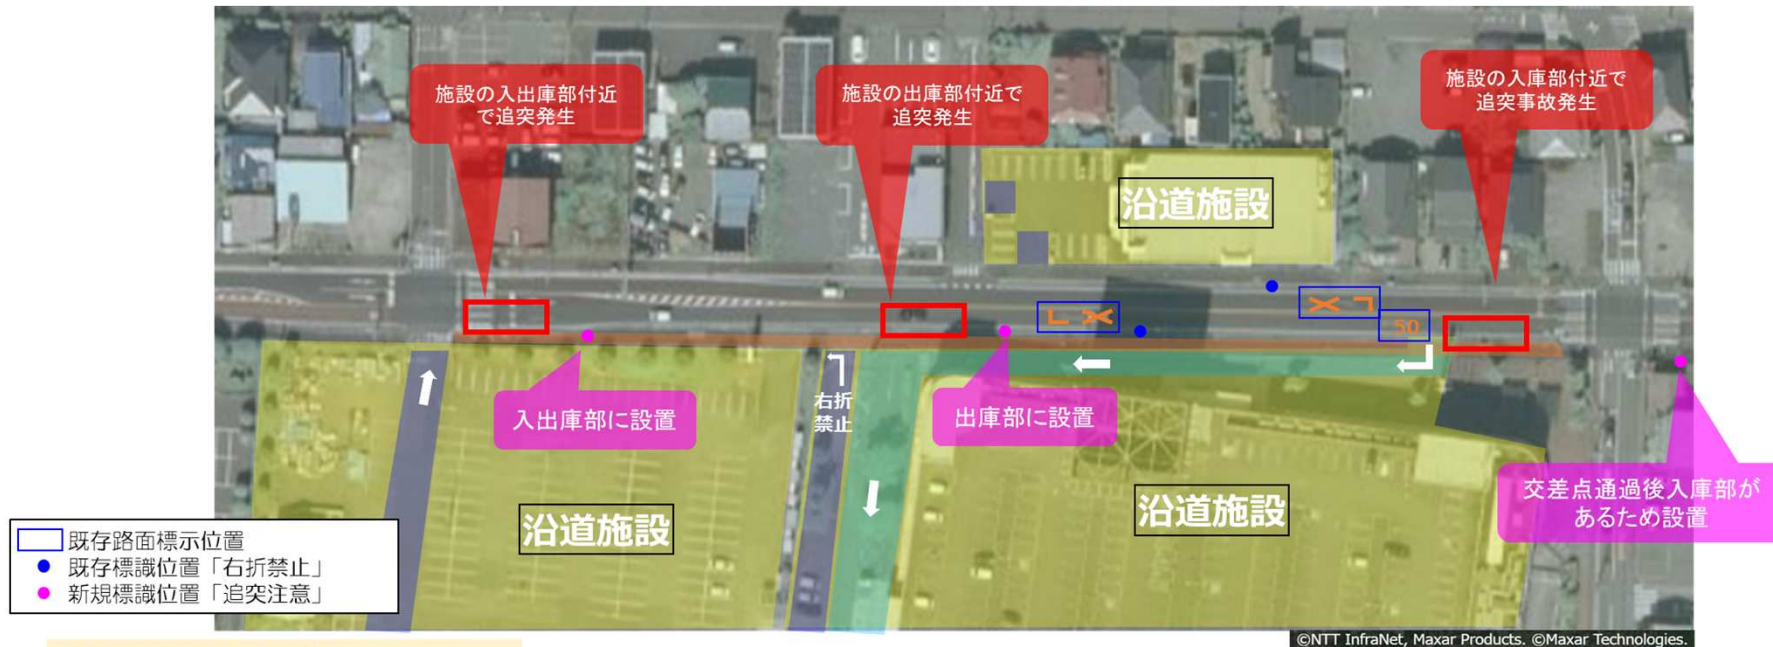 施設の入出庫部付近
で追突発生
施設の出庫部付近で
追突発生
施設の入庫部付近で
追突事故発生
沿道施設
50
入出庫部に設置
右折
禁止
出庫部に設置
交差点通過後入庫部が
あるため設置
沿道施設
沿道施設
既存路面標示位置
既存標識位置「右折禁止」
新規標識位置「追突注意」
©NTT InfraNet, Maxar Products. ©Maxar Technologies.